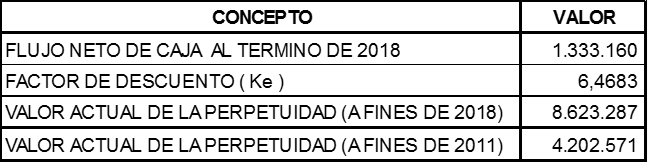 CONCEPTO VALOR
FLUJO NETO DE CAJA AL TERMINO DE 2018 1.333.160
FACTOR DE DESCUENTO ( Ke ) 6,4683
VALOR ACTUAL DE LA PERPETUIDAD (A FINES DE 2018) 8.623.287
VALOR ACTUAL DE LA PERPETUIDAD (A FINES DE 2011) 4.202.571